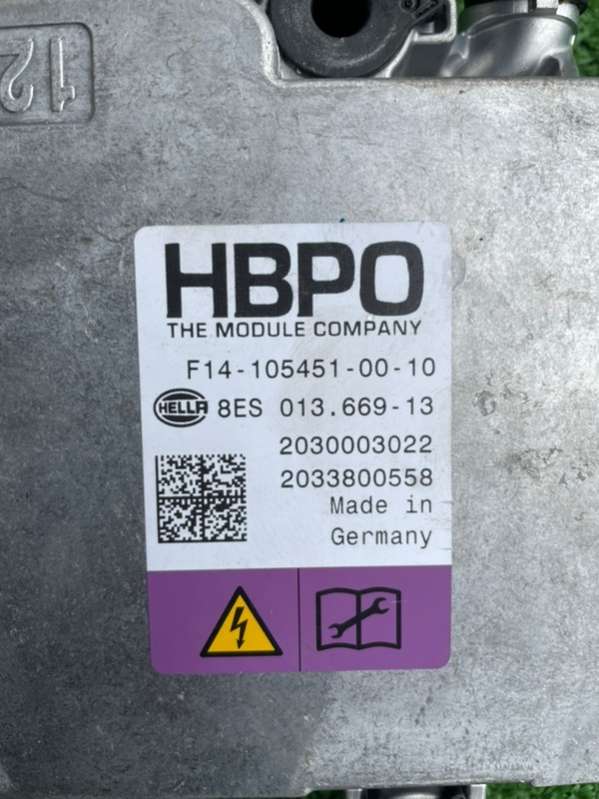 12
HBPO
THE MODULE COMPANY
F14-105451-00-10
HELLA 8ES 013.669-13
2030003022
2033800558
Made in
Germany